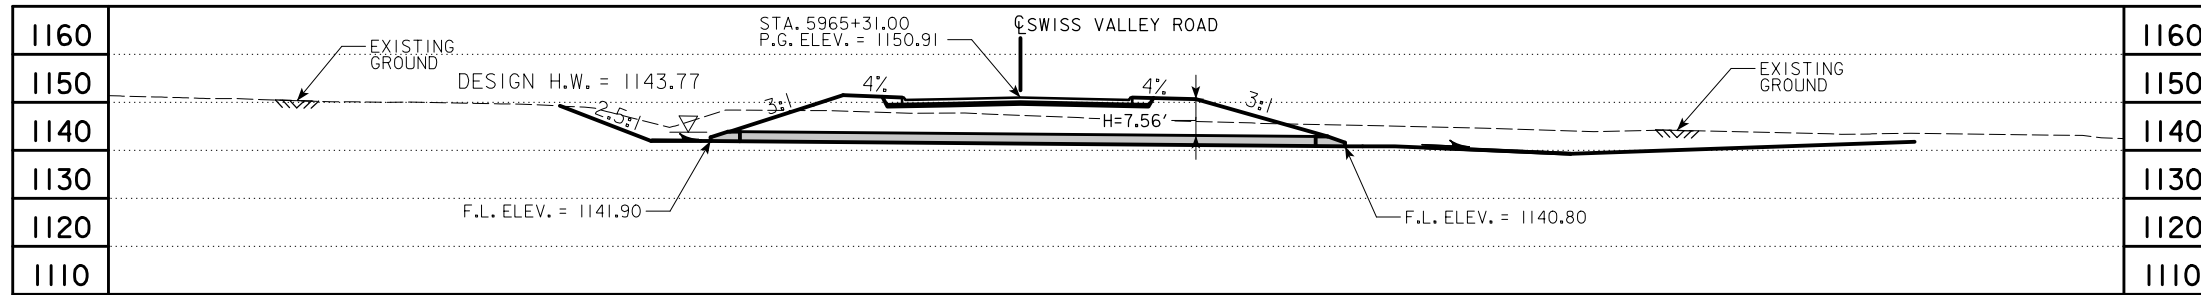 STA. 5965+31.00
P.G. ELEV. = 1150.91
℄ SWISS VALLEY ROAD
1160
1160
EXISTING
GROUND
DESIGN H.W. = 1143.77
4%
4%
EXISTING
GROUND
1150
1150
2.5:1
3:1
3:1
H=7.56'
1140
1140
1130
1130
F.L. ELEV. = 1141.90
F.L. ELEV. = 1140.80
1120
1120
1110
1110